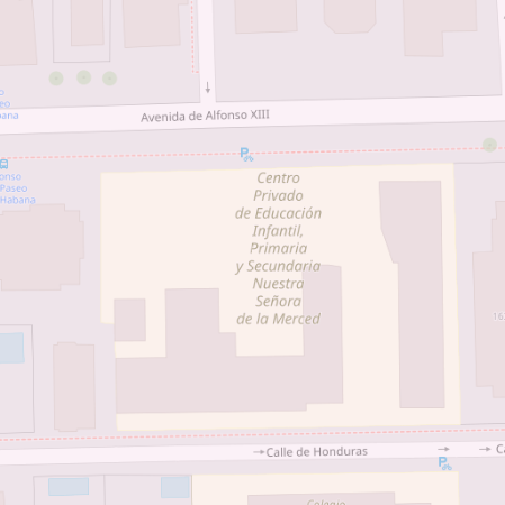 Avenida de Alfonso XIII
Paseo
Habana
Centro
Privado
de Educación
Infantil,
Primaria
y Secundaria
Nuestra
Señora
de la Merced
Calle de Honduras
Colegio